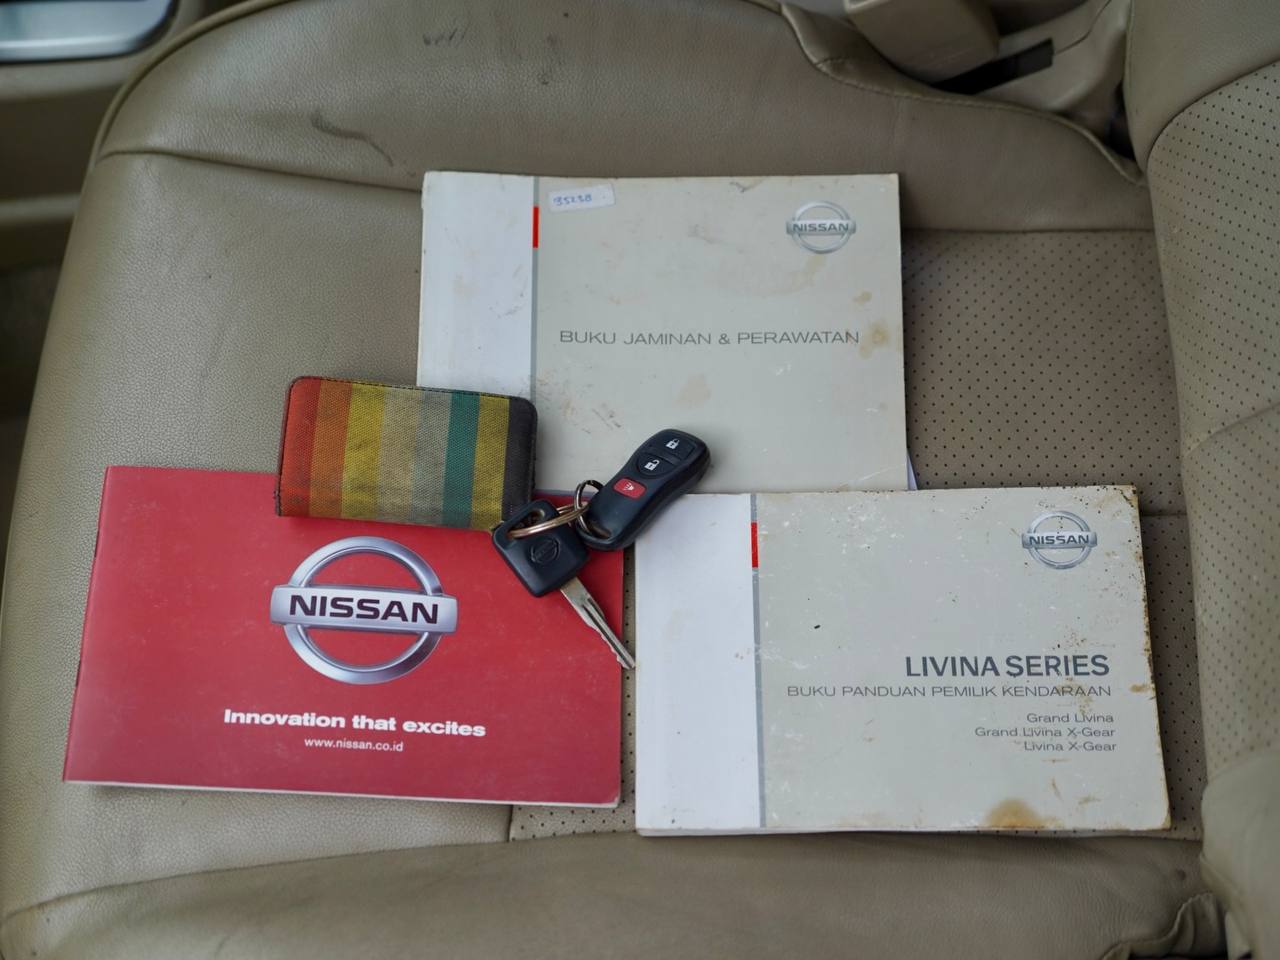 35238
NISSAN
BUKU JAMINAN & PERAWATAN
NISSAN
Innovation that excites
www.nissan.co.id
NISSAN
LIVINA SERIES
BUKU PANDUAN PEMILIK KENDARAAN
Grand Livina
Grand Livina X-Gear
Livina X-Gear